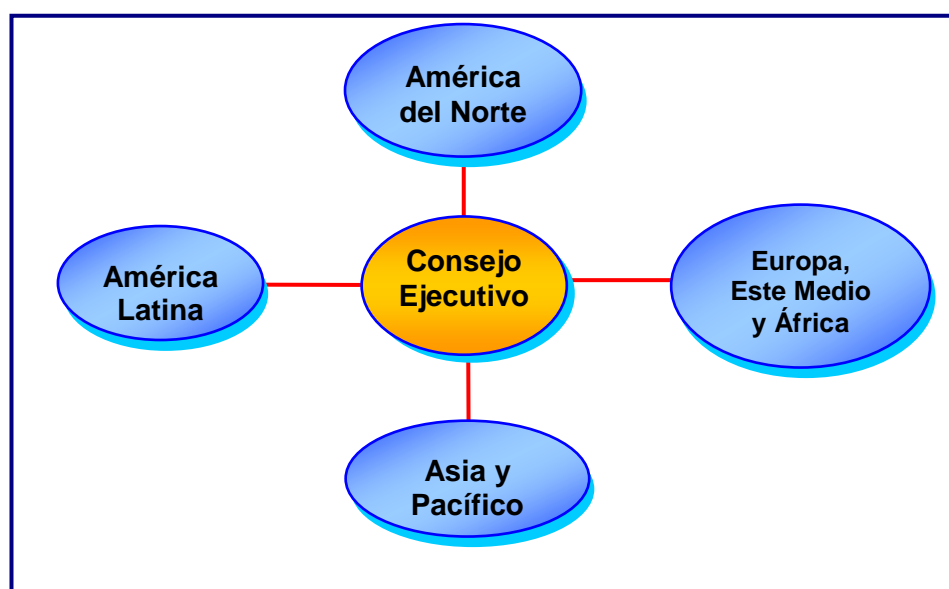 América
del Norte
América
Latina
Consejo
Ejecutivo
Europa,
Este Medio
y África
Asia y
Pacífico